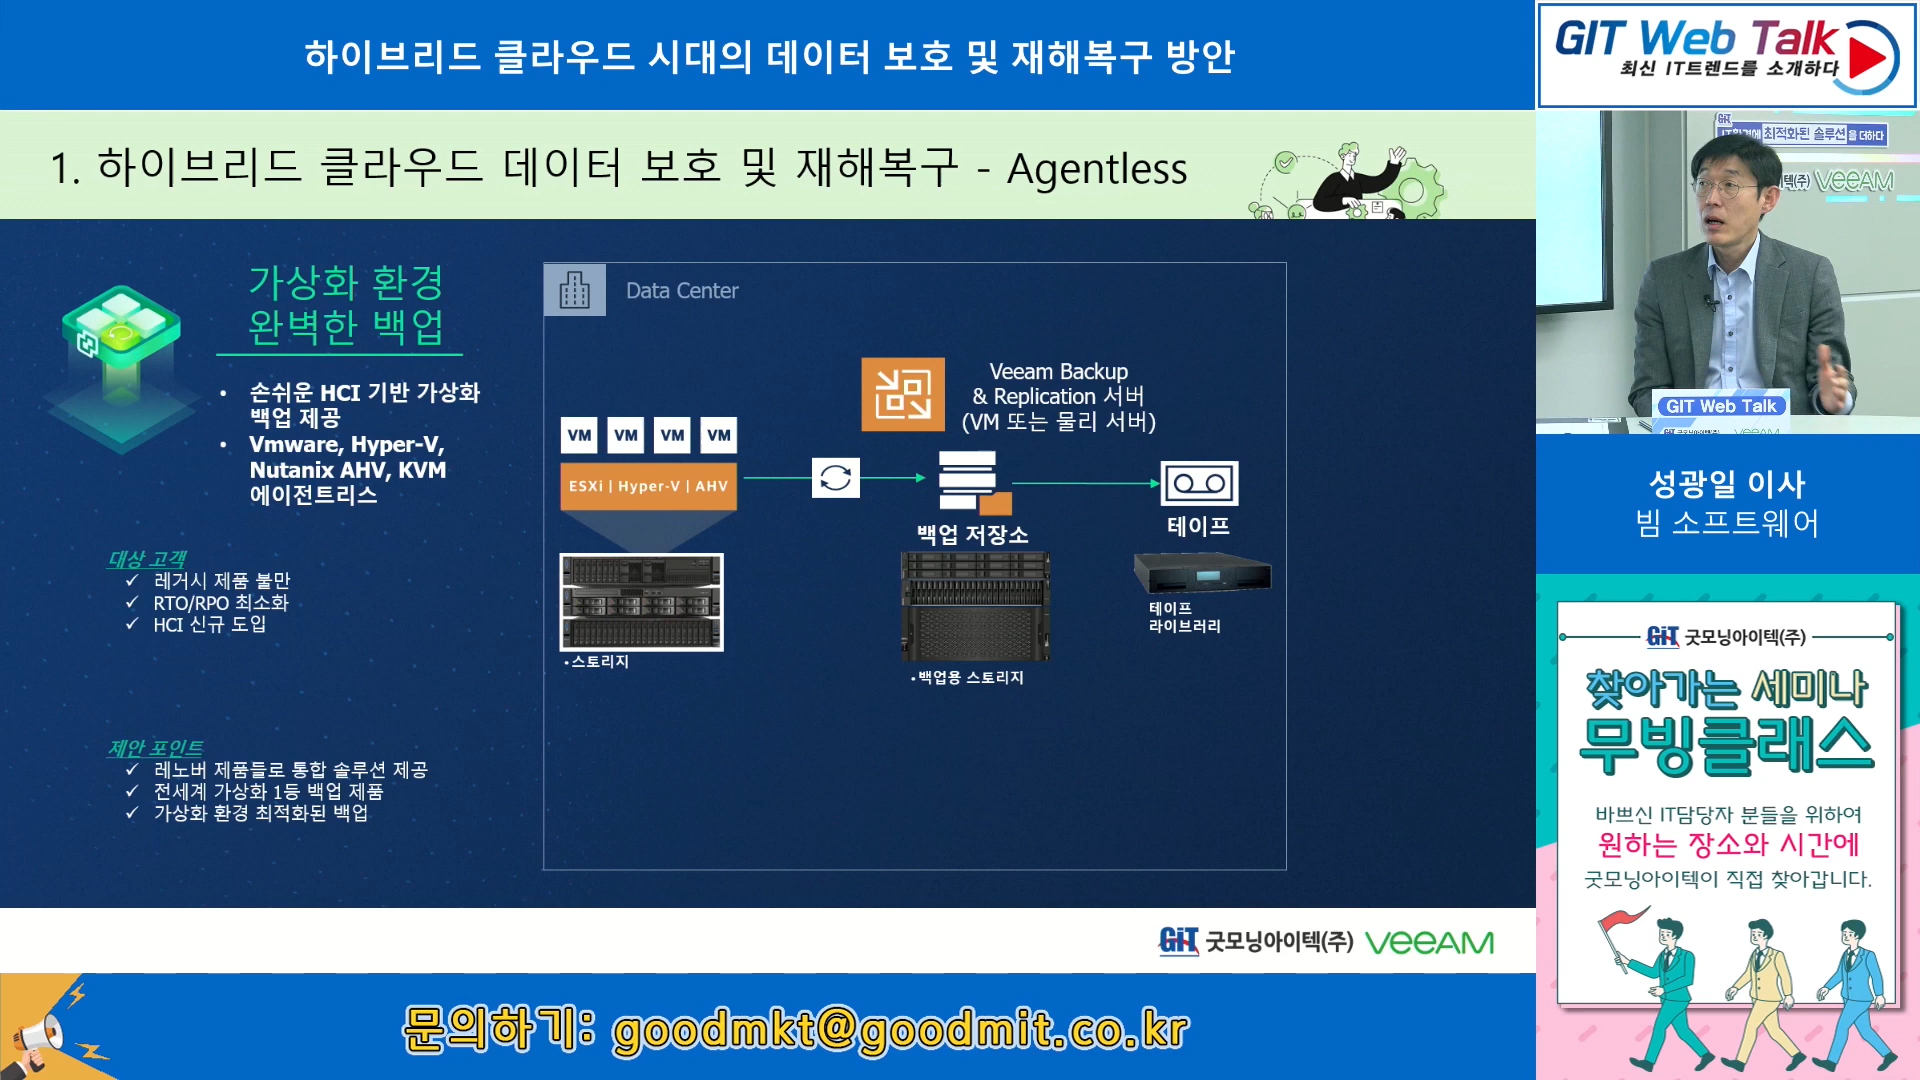 하이브리드 클라우드 시대의 데이터 보호 및 재해복구 방안
GIT Web Talk
최신 IT트렌드를 소개하다
1. 하이브리드 클라우드 데이터 보호 및 재해복구 - Agentless
가상화 환경
완벽한 백업
• 손쉬운 HCI 기반 가상화
백업 제공
• Vmware, Hyper-V,
Nutanix AHV, KVM
에이전트리스
대상 고객
✓ 레거시 제품 불만
✓ RTO/RPO 최소화
✓ HCI 신규 도입
제안 포인트
✓ 레노버 제품들로 통합 솔루션 제공
✓ 전세계 가상화 1등 백업 제품
✓ 가상화 환경 최적화된 백업
Data Center
Veeam Backup
& Replication 서버
(VM 또는 물리 서버)
VM VM VM VM
ESXi | Hyper-V | AHV
백업 저장소
테이프
• 스토리지
• 백업용 스토리지
테이프
라이브러리
GIT 굿모닝아이텍(주) VEEAM
문의하기: goodmkt@goodmit.co.kr
GIT
최적화된 솔루션을 더하다
텍(주) VEEAM
GIT Web Talk
성광일 이사
빔 소프트웨어
GIT 굿모닝아이텍(주)
찾아가는 세미나
무빙클래스
바쁘신 IT담당자 분들을 위하여
원하는 장소와 시간에
굿모닝아이텍이 직접 찾아갑니다.